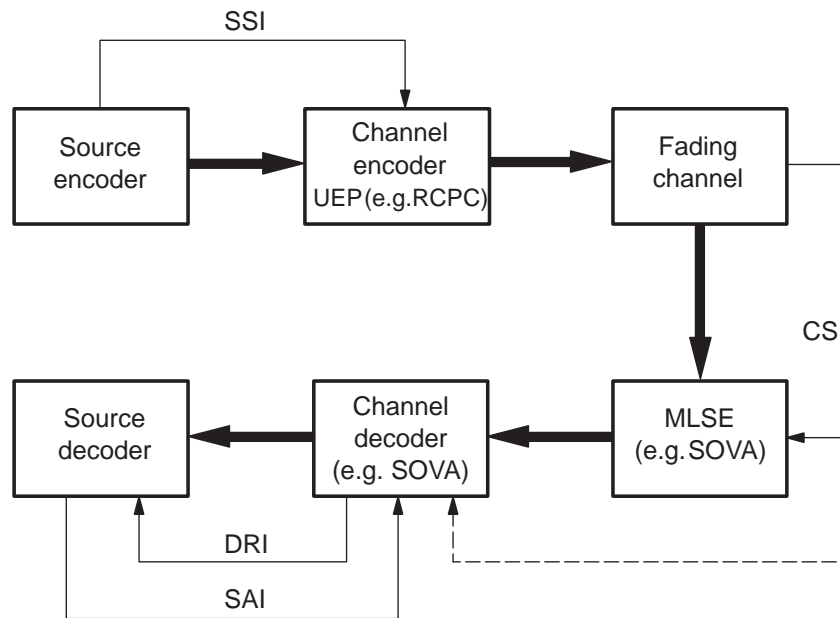 SSI
Source
encoder
Channel
encoder
UEP(e.g.RCPC)
Fading
channel
CS
Source
decoder
Channel
decoder
(e.g. SOVA)
MLSE
(e.g.SOVA)
DRI
SAI